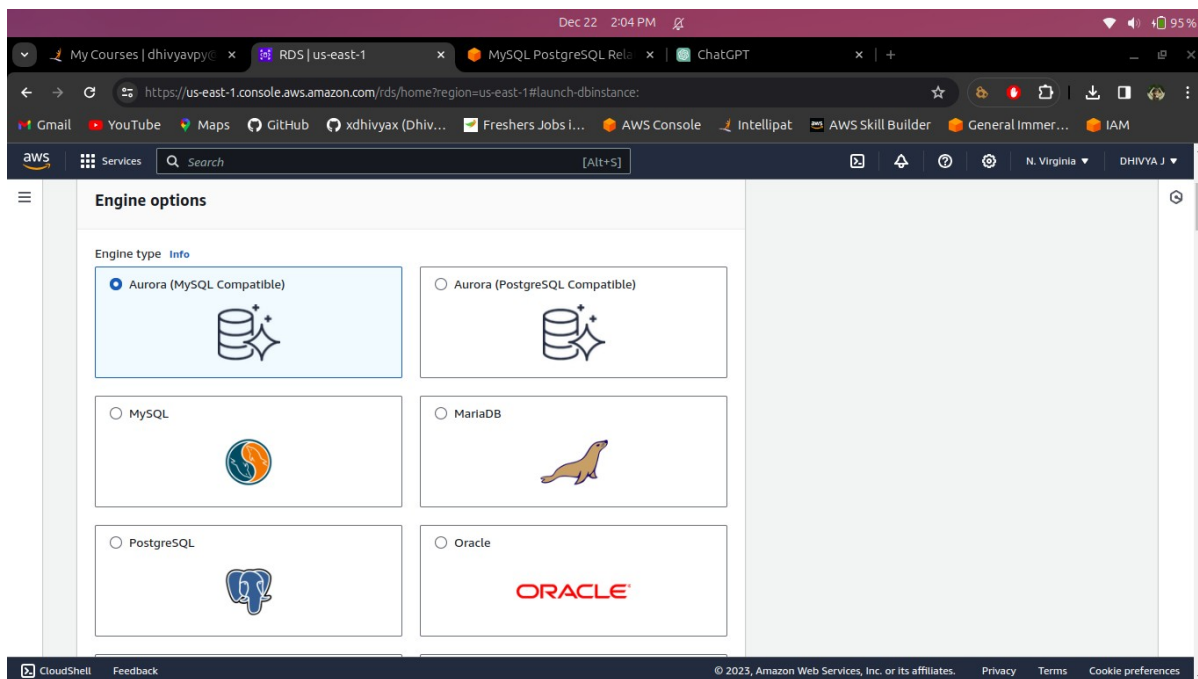 Dec 22 2:04 PM
95%
My Courses | dhivyavpy@
RDS | us-east-1
MySQL PostgreSQL Rela
ChatGPT
https://us-east-1.console.aws.amazon.com/rds/home?region=us-east-1#launch-dbinstance:
Gmail YouTube Maps GitHub xdhivyax (Dhiv... Freshers Jobs i... AWS Console Intellipat AWS Skill Builder General Immer... IAM
aws Services Search [Alt+S] N. Virginia DHIVYA J
Engine options
Engine type Info
Aurora (MySQL Compatible) Aurora (PostgreSQL Compatible)
MySQL MariaDB
PostgreSQL Oracle
ORACLE
CloudShell Feedback © 2023, Amazon Web Services, Inc. or its affiliates. Privacy Terms Cookie preferences